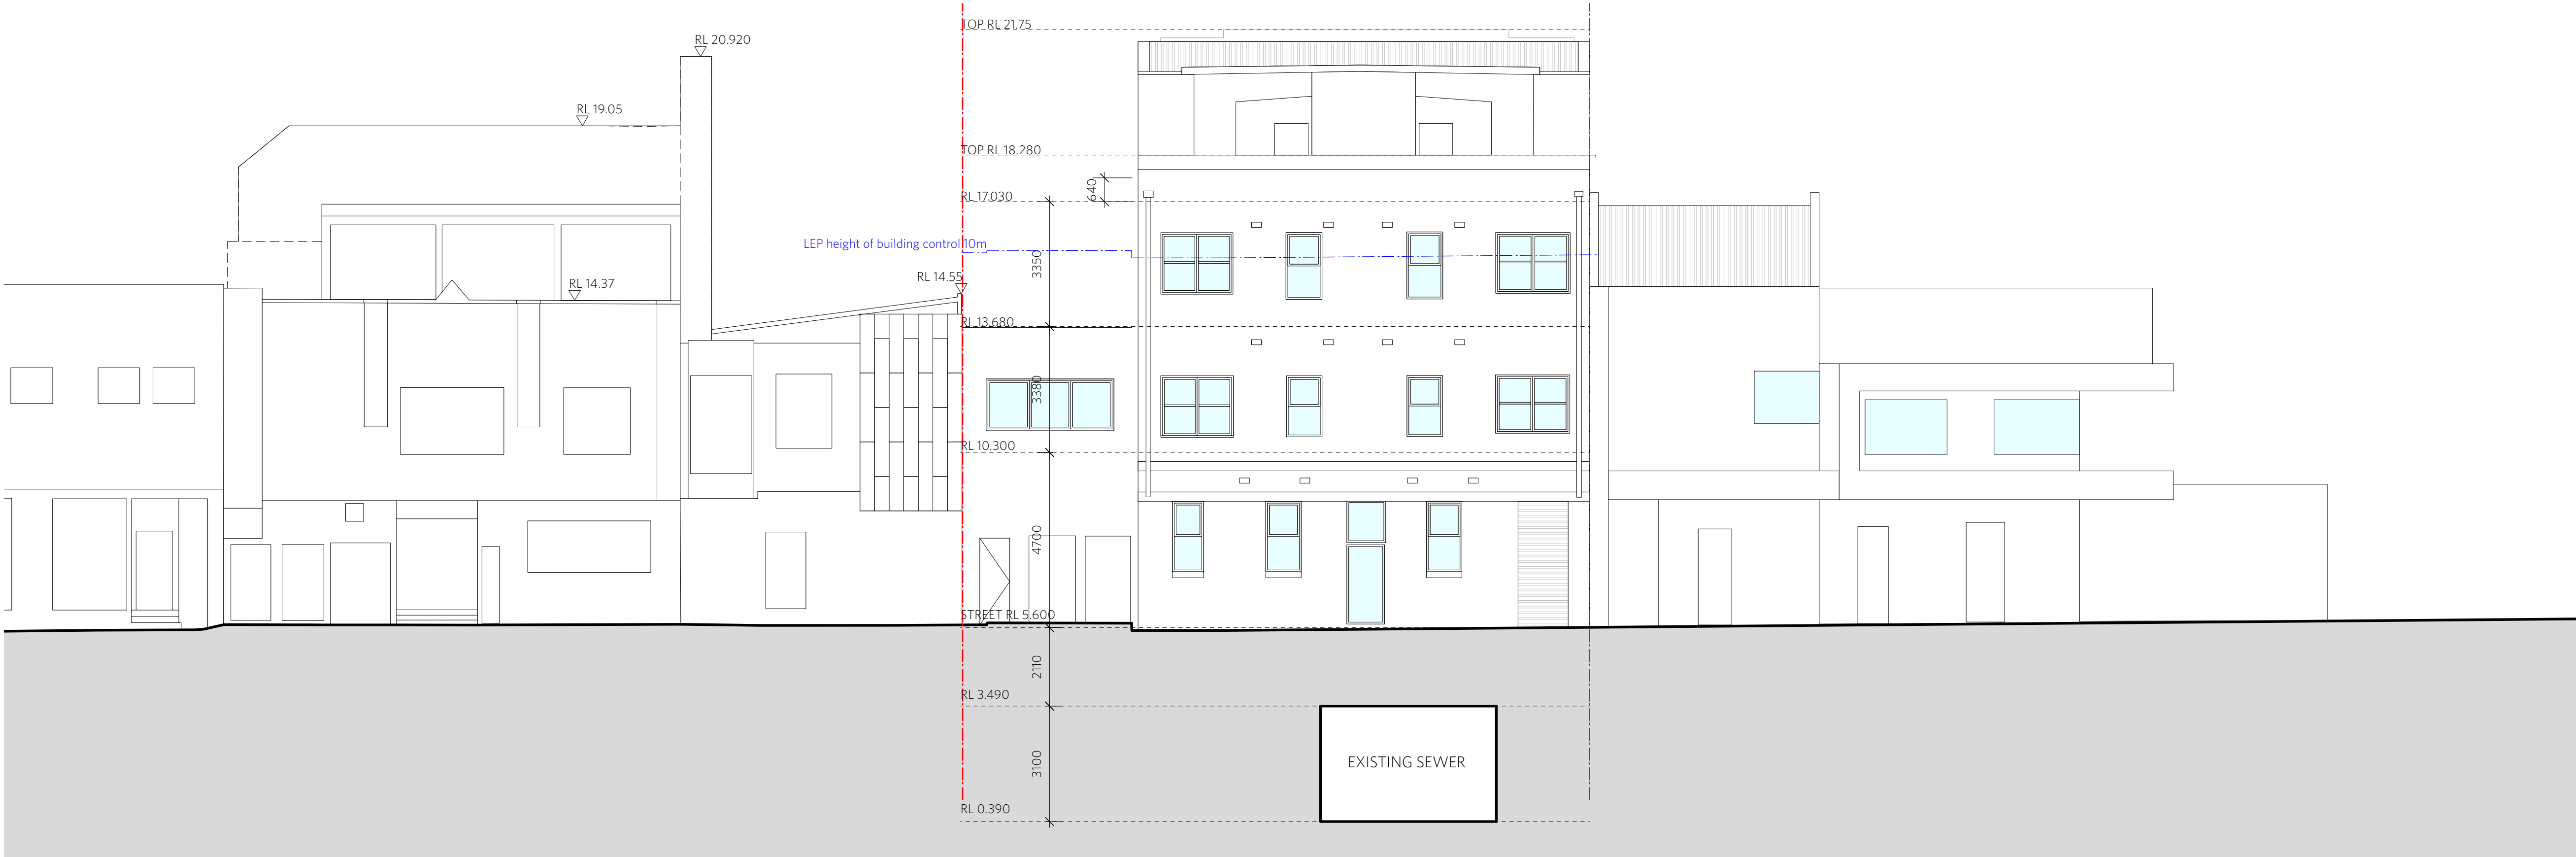 TOP RL 21.75
RL 20.920
RL 19.05
TOP RL 18.280
640
RL 17.030
LEP height of building control 10m
3350
RL 14.55
RL 14.37
RL 13.680
3380
RL 10.300
4700
STREET RL 5.600
2110
RL 3.490
3100
EXISTING SEWER
RL 0.390